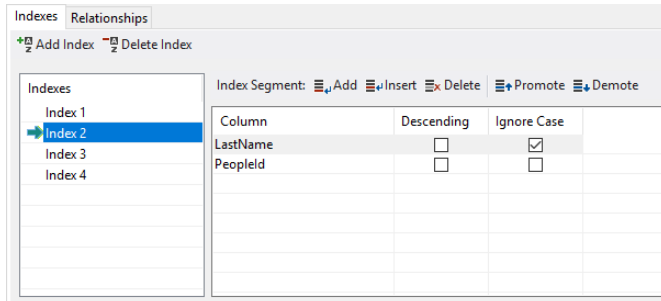 Indexes Relationships
Add Index Delete Index
Indexes
Index 1
Index 2
Index 3
Index 4
Index Segment: Add Insert Delete Promote Demote
Column Descending Ignore Case
LastName
PeopleId